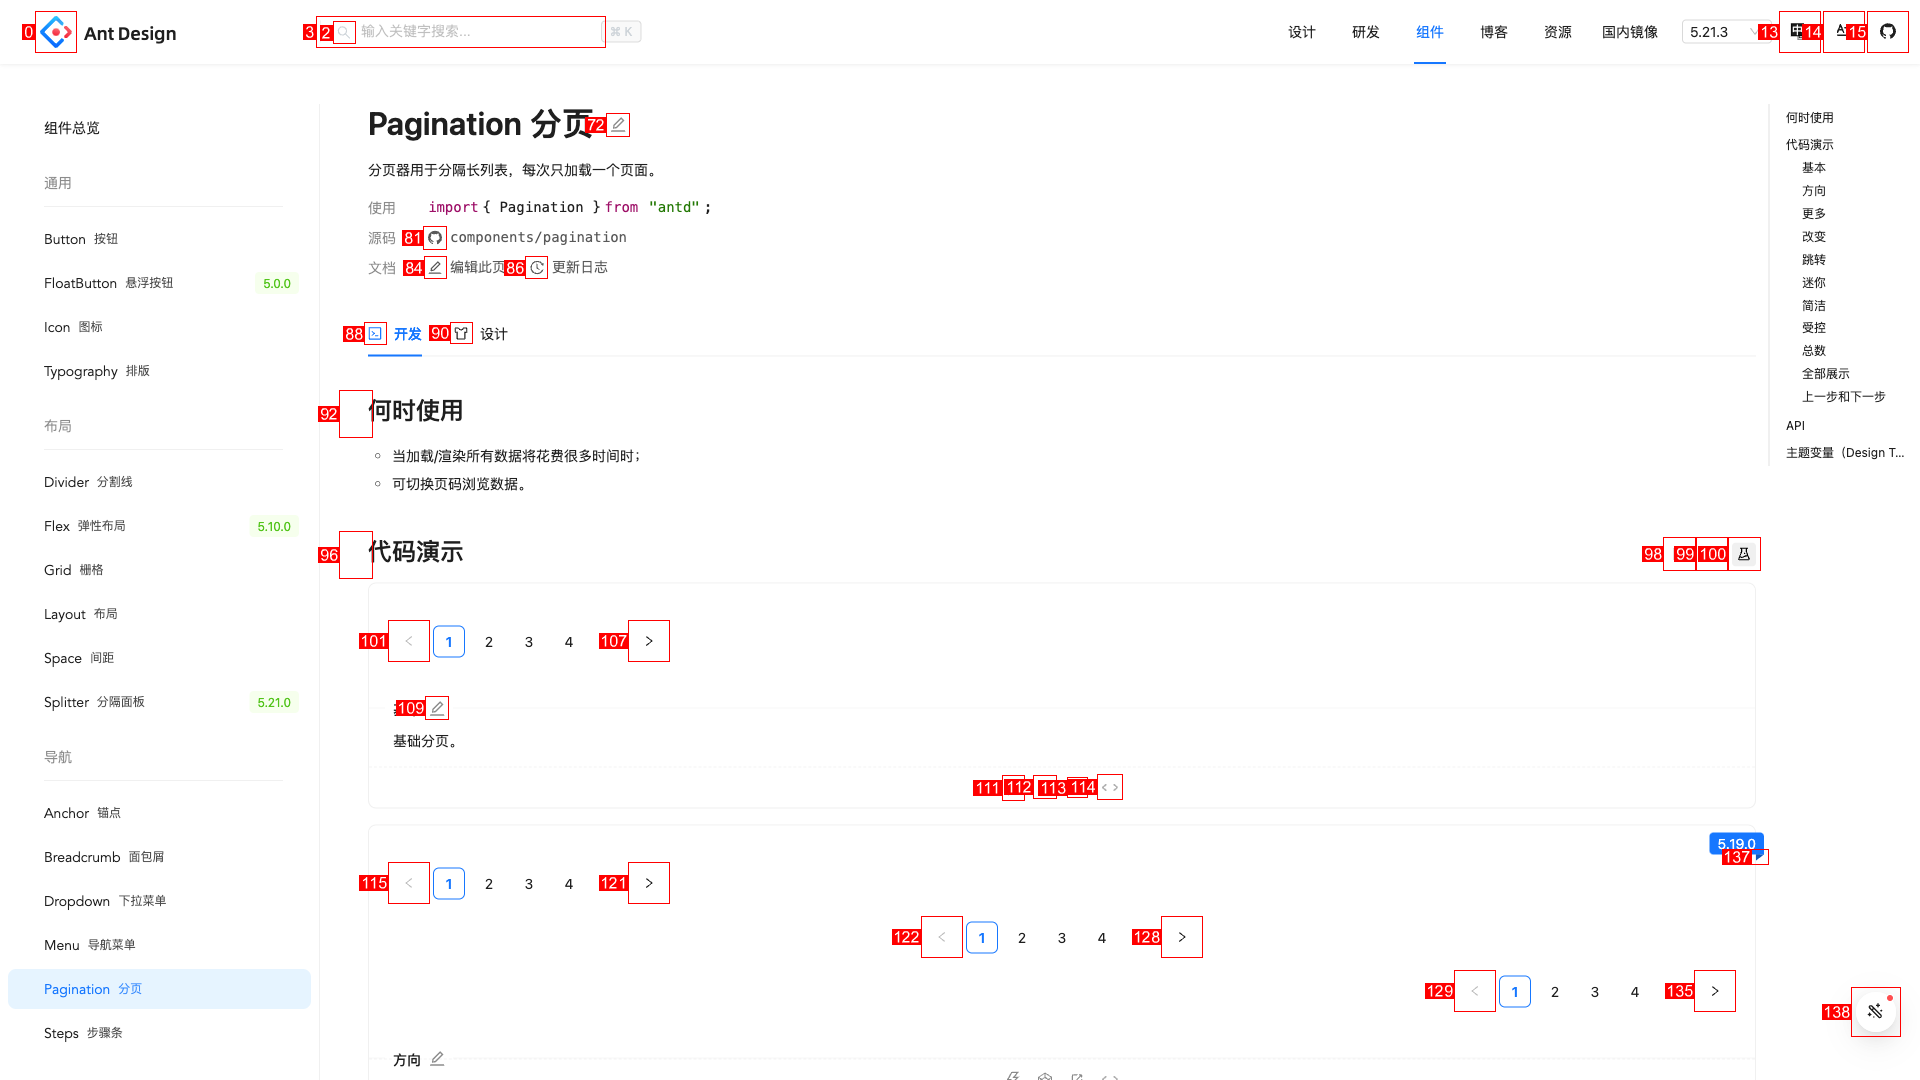 0
Ant Design
3
2
输入关键字搜索...
⌘ K
设计
研发
组件
博客
资源
国内镜像
5.21.3
13
14
15
组件总览
通用
Button 按钮
FloatButton 悬浮按钮 5.0.0
Icon 图标
Typography 排版
布局
Divider 分割线
Flex 弹性布局 5.10.0
Grid 栅格
Layout 布局
Space 间距
Splitter 分隔面板 5.21.0
导航
Anchor 锚点
Breadcrumb 面包屑
Dropdown 下拉菜单
Menu 导航菜单
Pagination 分页
Steps 步骤条
Pagination 分页 72
分页器用于分隔长列表，每次只加载一个页面。
使用 import { Pagination } from "antd";
源码 81 components/pagination
文档 84 编辑此页 86 更新日志
88 开发 90 设计
92 何时使用
当加载/渲染所有数据将花费很多时间时；
可切换页码浏览数据。
96 代码演示 98 99 100
101 < 1 2 3 4 107 >
109
基础分页。
111 112 113 114 <>
5.19.0
137
115 < 1 2 3 4 121 >
122 < 1 2 3 4 128 >
129 < 1 2 3 4 135 >
138
方向
何时使用
代码演示
基本
方向
更多
改变
跳转
迷你
简洁
受控
总数
全部展示
上一步和下一步
API
主题变量（Design T...